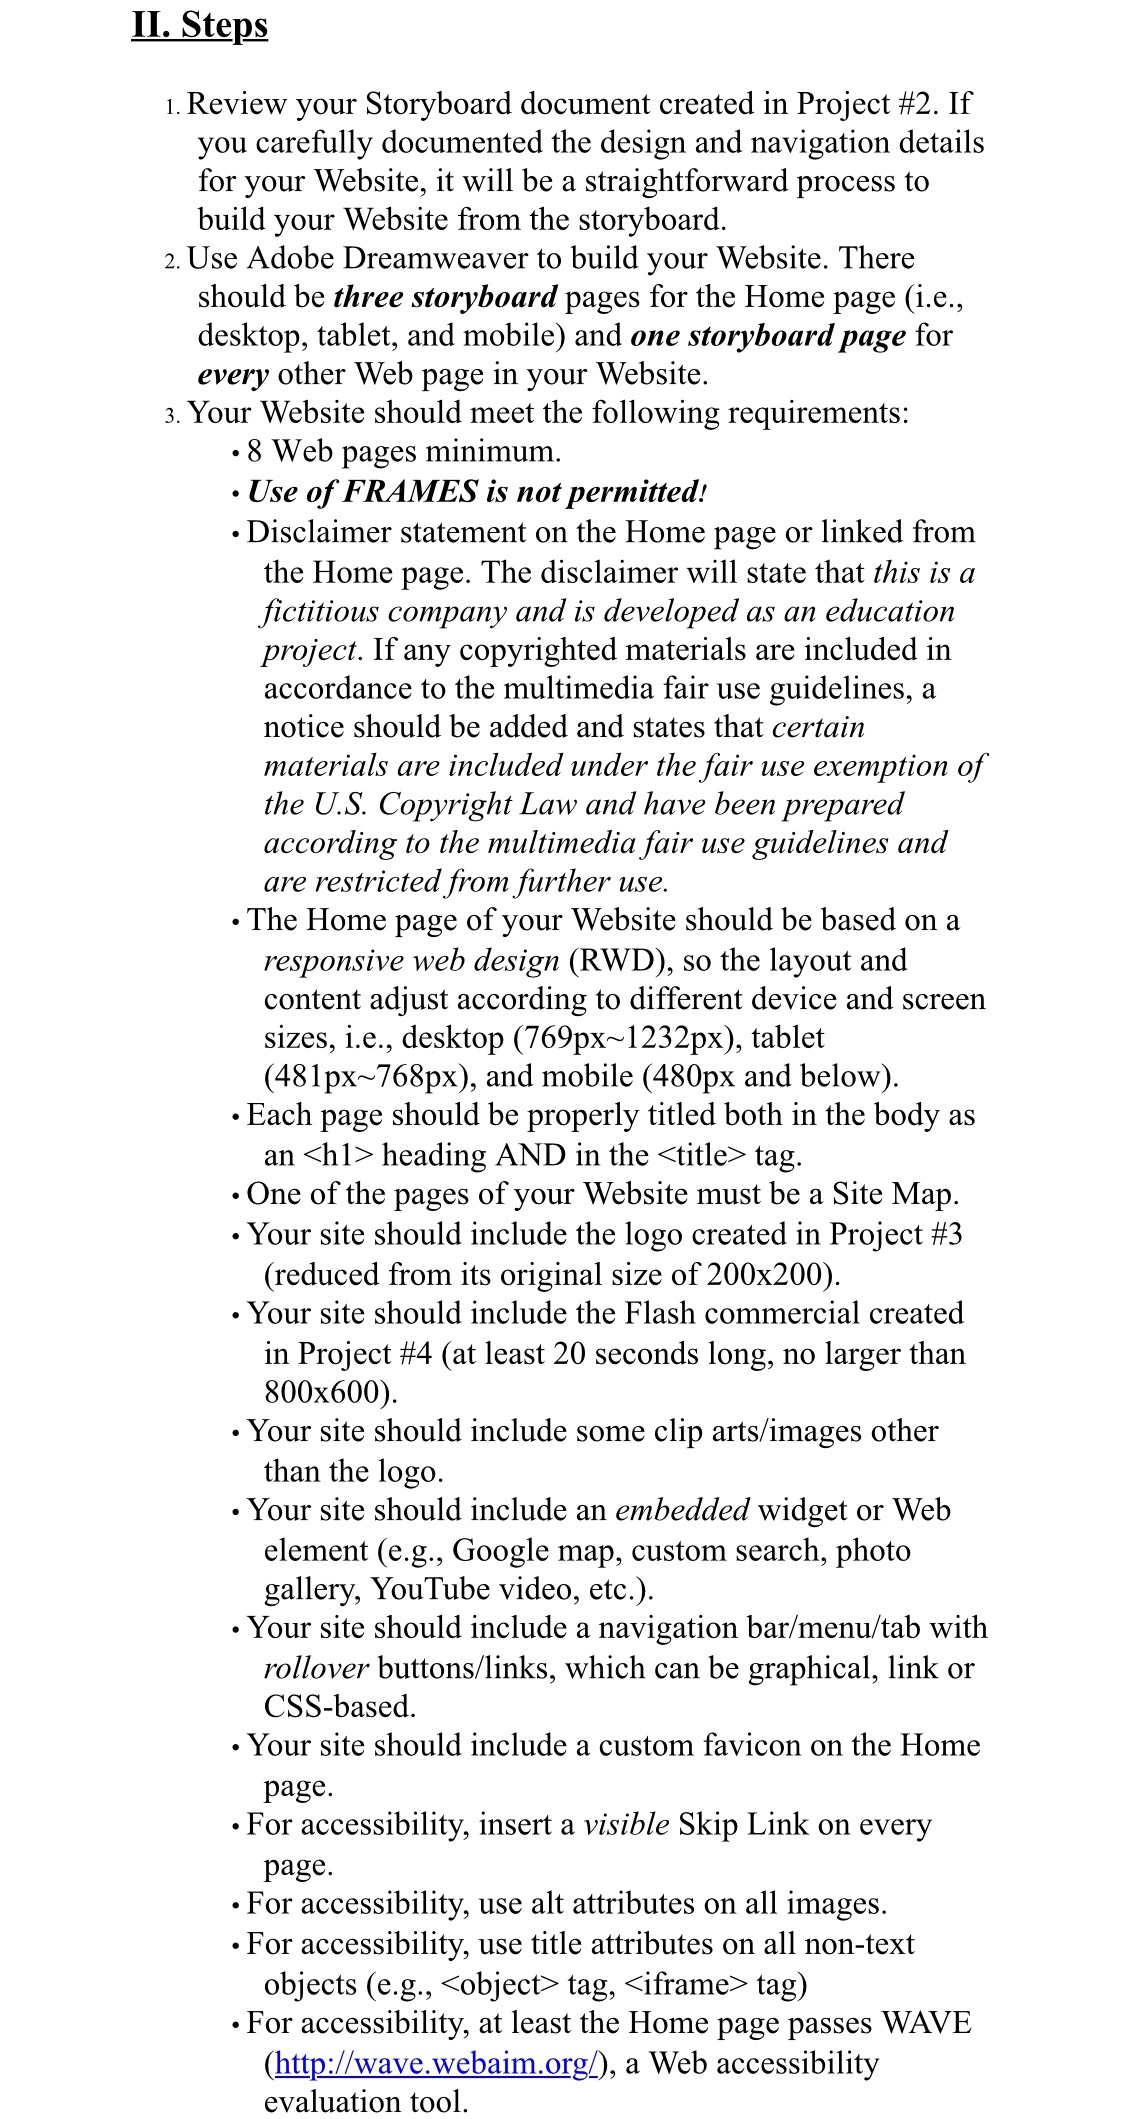 II. Steps
1. Review your Storyboard document created in Project #2. If
you carefully documented the design and navigation details
for your Website, it will be a straightforward process to
build your Website from the storyboard.
2. Use Adobe Dreamweaver to build your Website. There
should be three storyboard pages for the Home page (i.e.,
desktop, tablet, and mobile) and one storyboard page for
every other Web page in your Website.
3. Your Website should meet the following requirements:
• 8 Web pages minimum.
• Use of FRAMES is not permitted!
• Disclaimer statement on the Home page or linked from
the Home page. The disclaimer will state that this is a
fictitious company and is developed as an education
project. If any copyrighted materials are included in
accordance to the multimedia fair use guidelines, a
notice should be added and states that certain
materials are included under the fair use exemption of
the U.S. Copyright Law and have been prepared
according to the multimedia fair use guidelines and
are restricted from further use.
• The Home page of your Website should be based on a
responsive web design (RWD), so the layout and
content adjust according to different device and screen
sizes, i.e., desktop (769px~1232px), tablet
(481px~768px), and mobile (480px and below).
• Each page should be properly titled both in the body as
an <h1> heading AND in the <title> tag.
• One of the pages of your Website must be a Site Map.
• Your site should include the logo created in Project #3
(reduced from its original size of 200x200).
• Your site should include the Flash commercial created
in Project #4 (at least 20 seconds long, no larger than
800x600).
• Your site should include some clip arts/images other
than the logo.
• Your site should include an embedded widget or Web
element (e.g., Google map, custom search, photo
gallery, YouTube video, etc.).
• Your site should include a navigation bar/menu/tab with
rollover buttons/links, which can be graphical, link or
CSS-based.
• Your site should include a custom favicon on the Home
page.
• For accessibility, insert a visible Skip Link on every
page.
• For accessibility, use alt attributes on all images.
• For accessibility, use title attributes on all non-text
objects (e.g., <object> tag, <iframe> tag)
• For accessibility, at least the Home page passes WAVE
(http://wave.webaim.org/), a Web accessibility
evaluation tool.